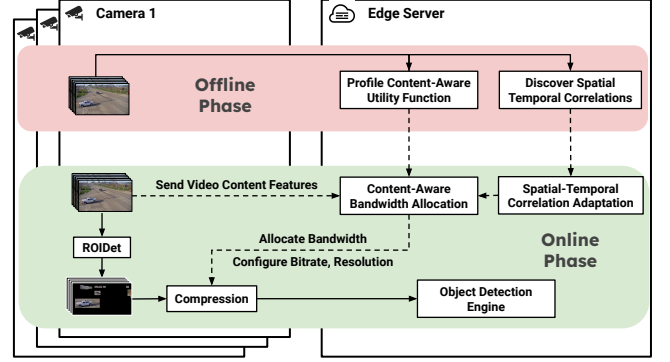 Camera 1
Edge Server
Offline
Phase
Profile Content-Aware
Utility Function
Discover Spatial
Temporal Correlations
Send Video Content Features
Content-Aware
Bandwidth Allocation
Spatial-Temporal
Correlation Adaptation
ROIDet
Allocate Bandwidth
Configure Bitrate, Resolution
Online
Phase
Compression
Object Detection
Engine